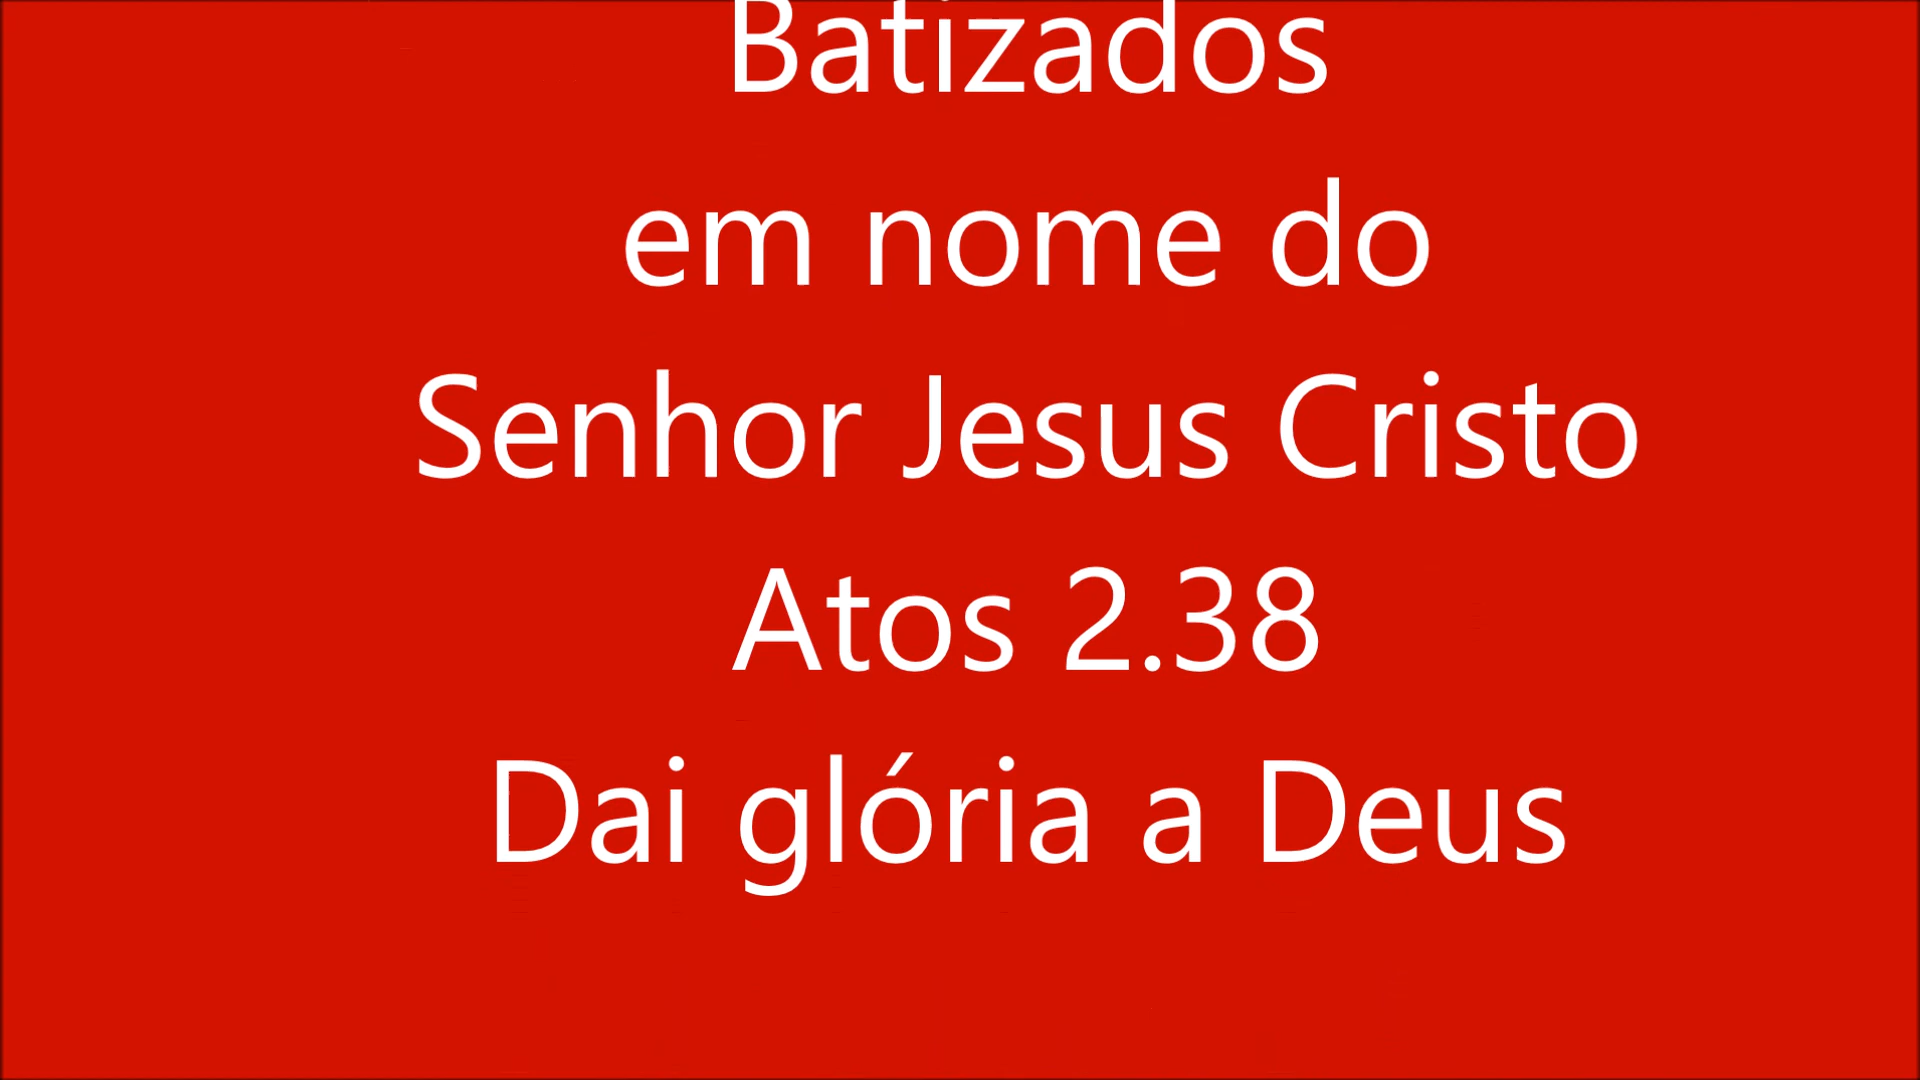 Batizados
em nome do
Senhor Jesus Cristo
Atos 2.38
Dai glória a Deus